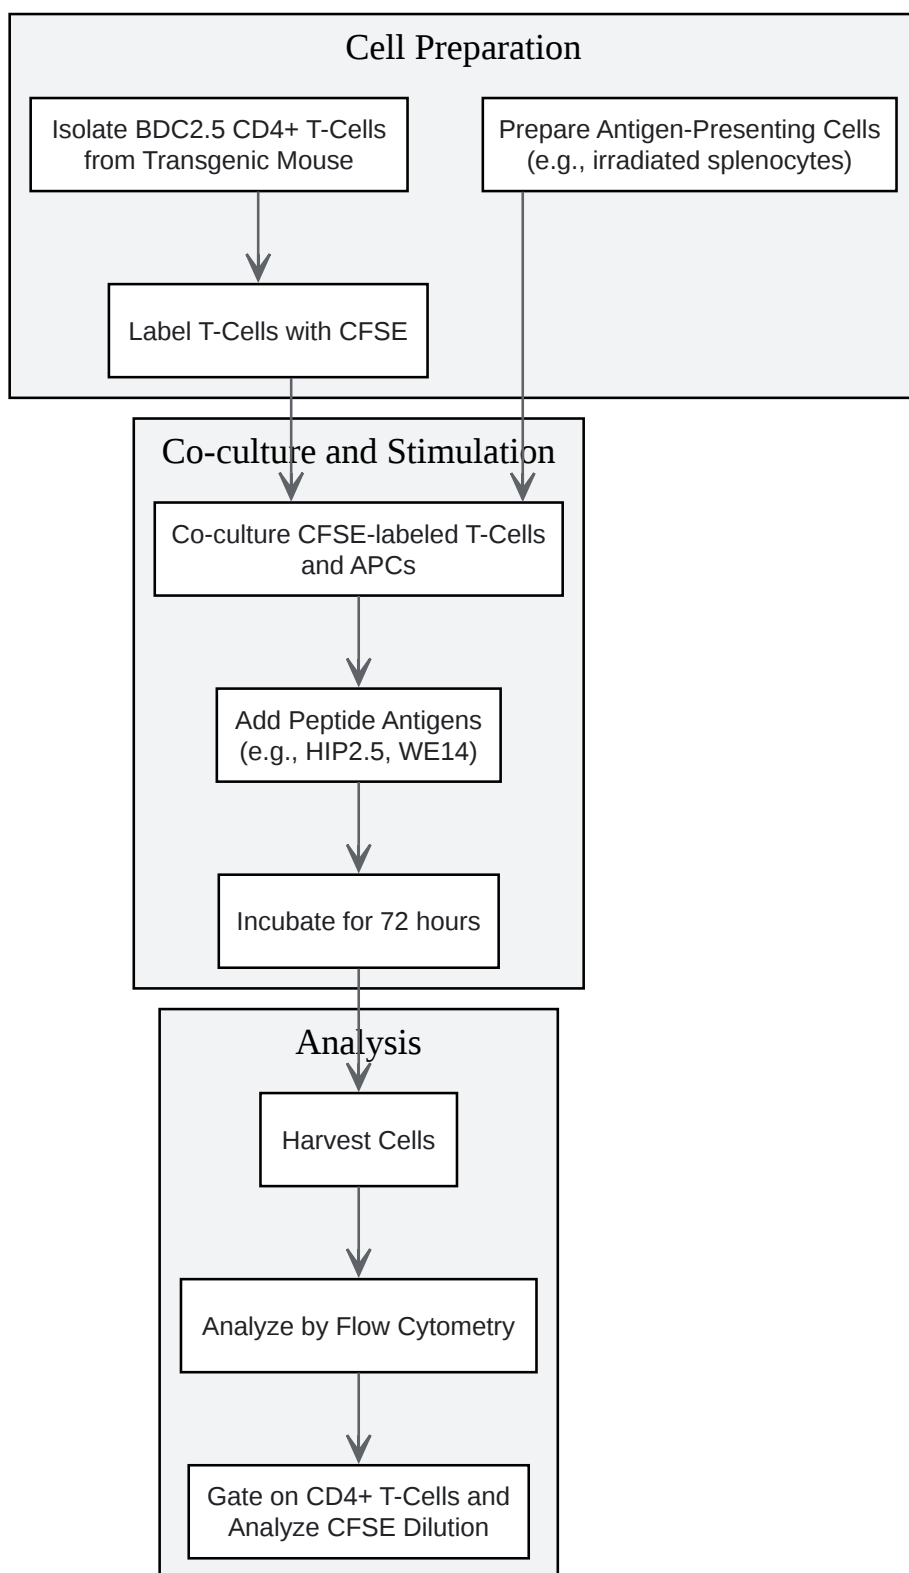 Cell Preparation
Isolate BDC2.5 CD4+ T-Cells
from Transgenic Mouse
Prepare Antigen-Presenting Cells
(e.g., irradiated splenocytes)
Label T-Cells with CFSE
Co-culture and Stimulation
Co-culture CFSE-labeled T-Cells
and APCs
Add Peptide Antigens
(e.g., HIP2.5, WE14)
Incubate for 72 hours
Analysis
Harvest Cells
Analyze by Flow Cytometry
Gate on CD4+ T-Cells and
Analyze CFSE Dilution